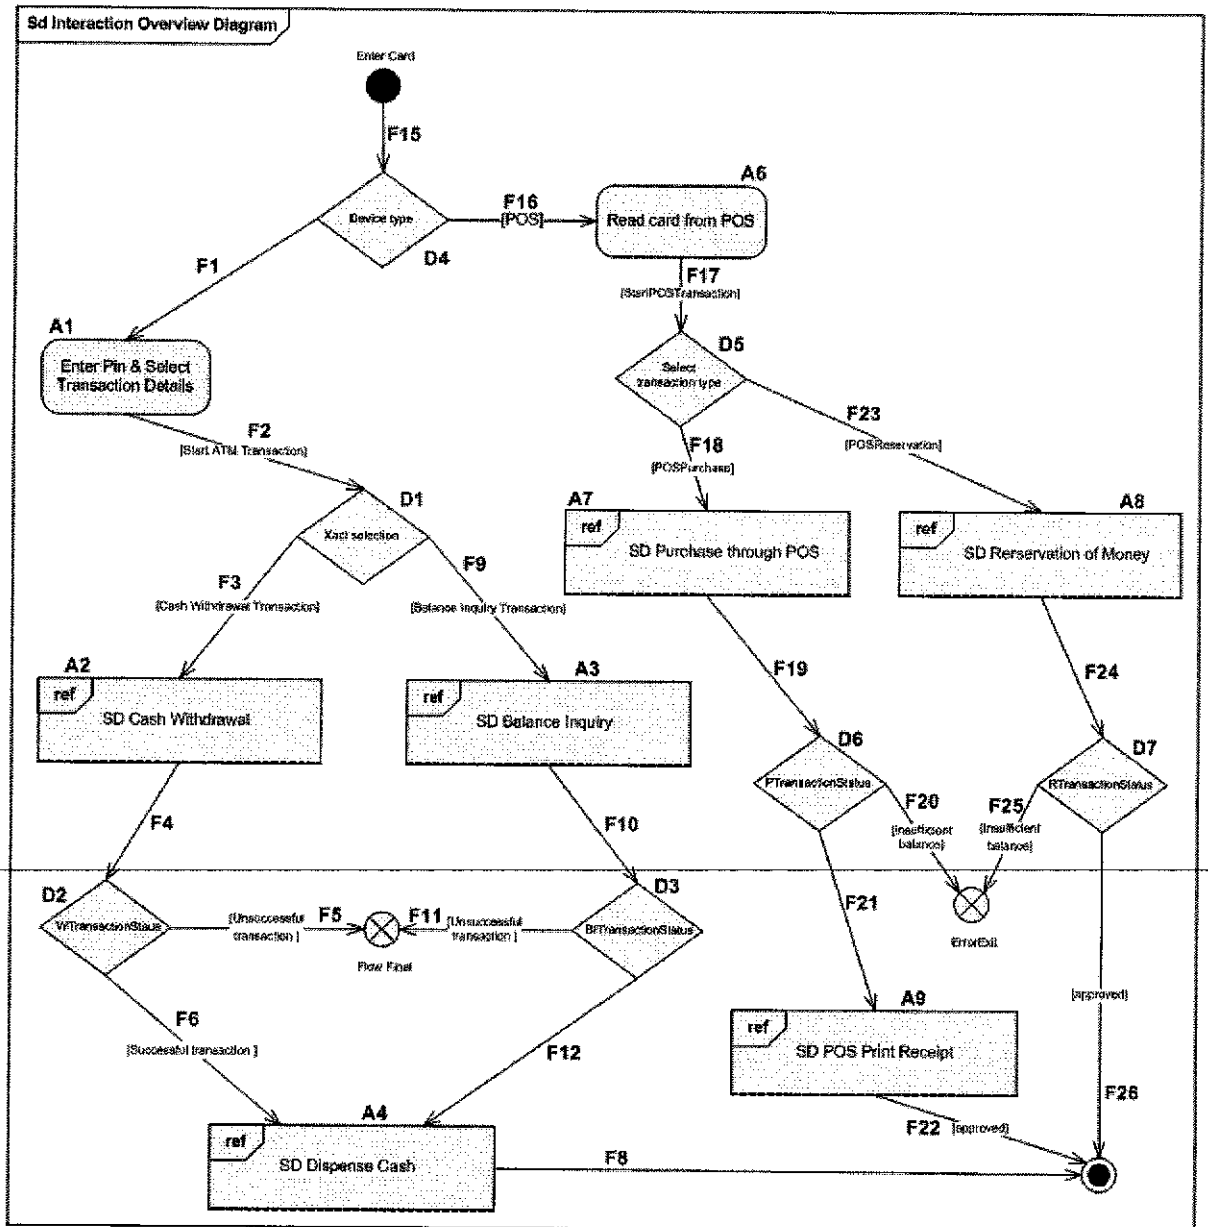 Sd Interaction Overview Diagram
Enter Card
F15
Device type
D4
F16
[POS]
A6
Read card from POS
F1
F17
[StartPOSTransaction]
A1
Enter Pin & Select
Transaction Details
D5
Select
transaction type
F2
[Start ATM Transaction]
F23
[POSReservation]
F18
[POSPurchase]
D1
Xact selection
A7
ref
SD Purchase through POS
A8
ref
SD Rerservation of Money
F3
[Cash Withdrawal Transaction]
F9
[Balance Inquiry Transaction]
A2
ref
SD Cash Withdrawal
A3
ref
SD Balance Inquiry
F19
F24
D6
PTransactionStatus
D7
RTransactionStatus
F4
F10
F20
[Insufficient
balance]
F25
[Insufficient
balance]
D2
WTransactionStaus
D3
BITransactionStatus
[Unsuccessful
transaction ]
F5
F11
[Unsuccessful
transaction ]
Flow Final
F21
ErrorExit
F6
[Successful transaction ]
F12
A9
ref
SD POS Print Receipt
[approved]
F26
A4
ref
SD Dispense Cash
F8
F22
[approved]